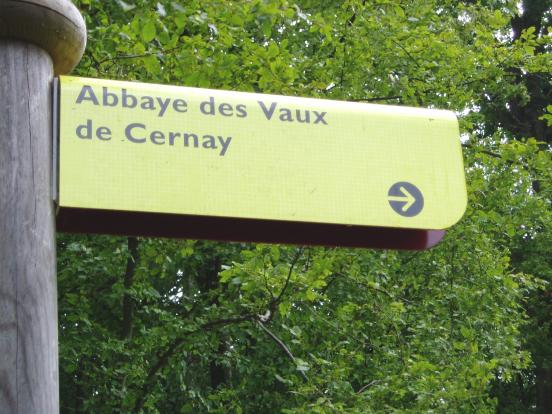 Abbaye des Vaux
de Cernay